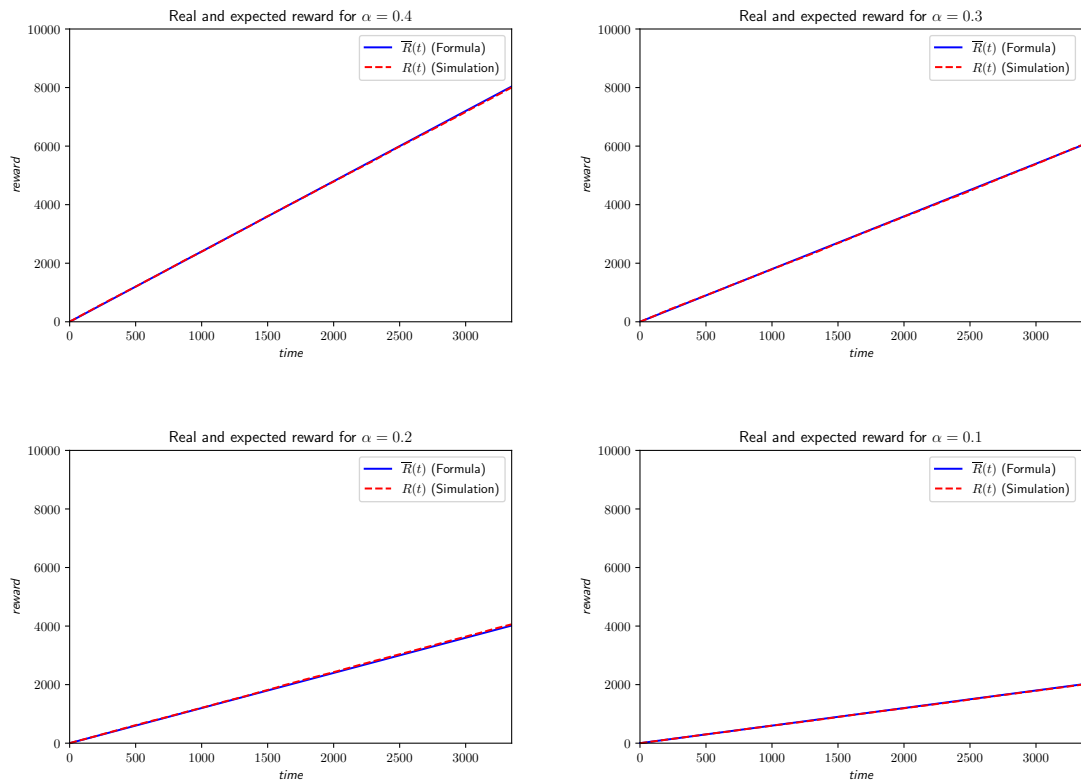 Real and expected reward for α = 0.4
10000
8000
6000
4000
2000
0
reward
R̅(t) (Formula)
R(t) (Simulation)
0 500 1000 1500 2000 2500 3000
time
Real and expected reward for α = 0.3
10000
8000
6000
4000
2000
0
reward
R̅(t) (Formula)
R(t) (Simulation)
0 500 1000 1500 2000 2500 3000
time
Real and expected reward for α = 0.2
10000
8000
6000
4000
2000
0
reward
R̅(t) (Formula)
R(t) (Simulation)
0 500 1000 1500 2000 2500 3000
time
Real and expected reward for α = 0.1
10000
8000
6000
4000
2000
0
reward
R̅(t) (Formula)
R(t) (Simulation)
0 500 1000 1500 2000 2500 3000
time